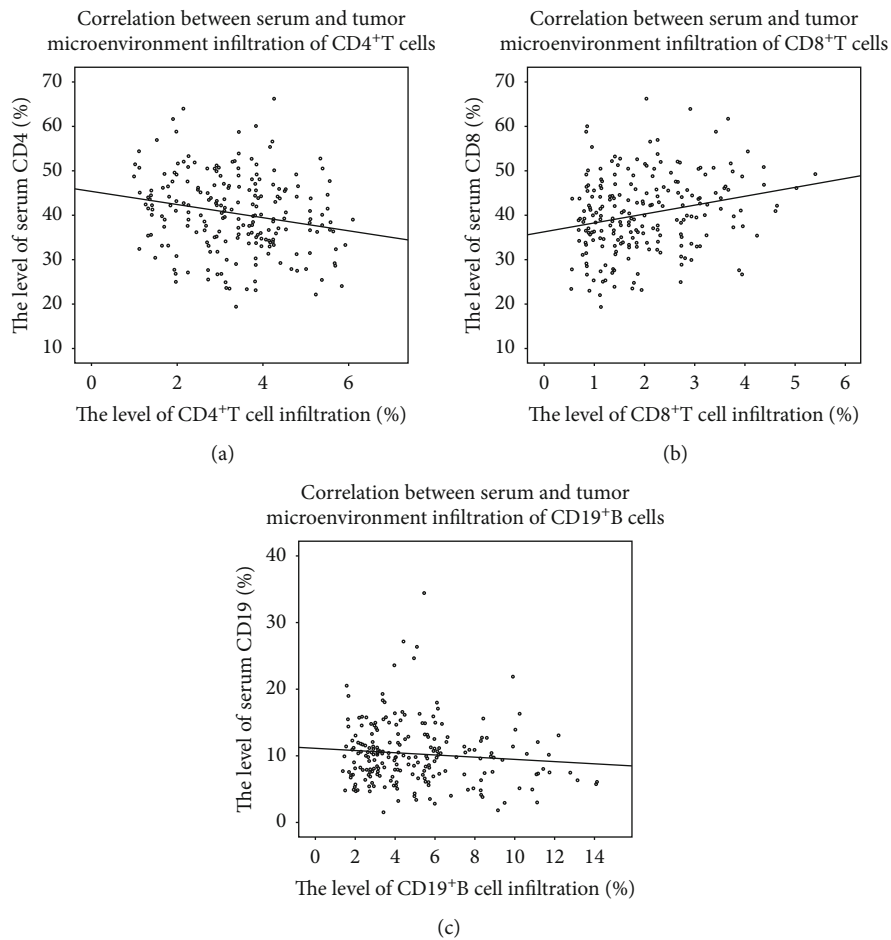 Correlation between serum and tumor
microenvironment infiltration of CD4⁺T cells
The level of serum CD4 (%)
70
60
50
40
30
20
10
0 2 4 6
The level of CD4⁺T cell infiltration (%)
(a)
Correlation between serum and tumor
microenvironment infiltration of CD8⁺T cells
The level of serum CD8 (%)
70
60
50
40
30
20
10
0 1 2 3 4 5 6
The level of CD8⁺T cell infiltration (%)
(b)
Correlation between serum and tumor
microenvironment infiltration of CD19⁺B cells
The level of serum CD19 (%)
40
30
20
10
0
0 2 4 6 8 10 12 14
The level of CD19⁺B cell infiltration (%)
(c)